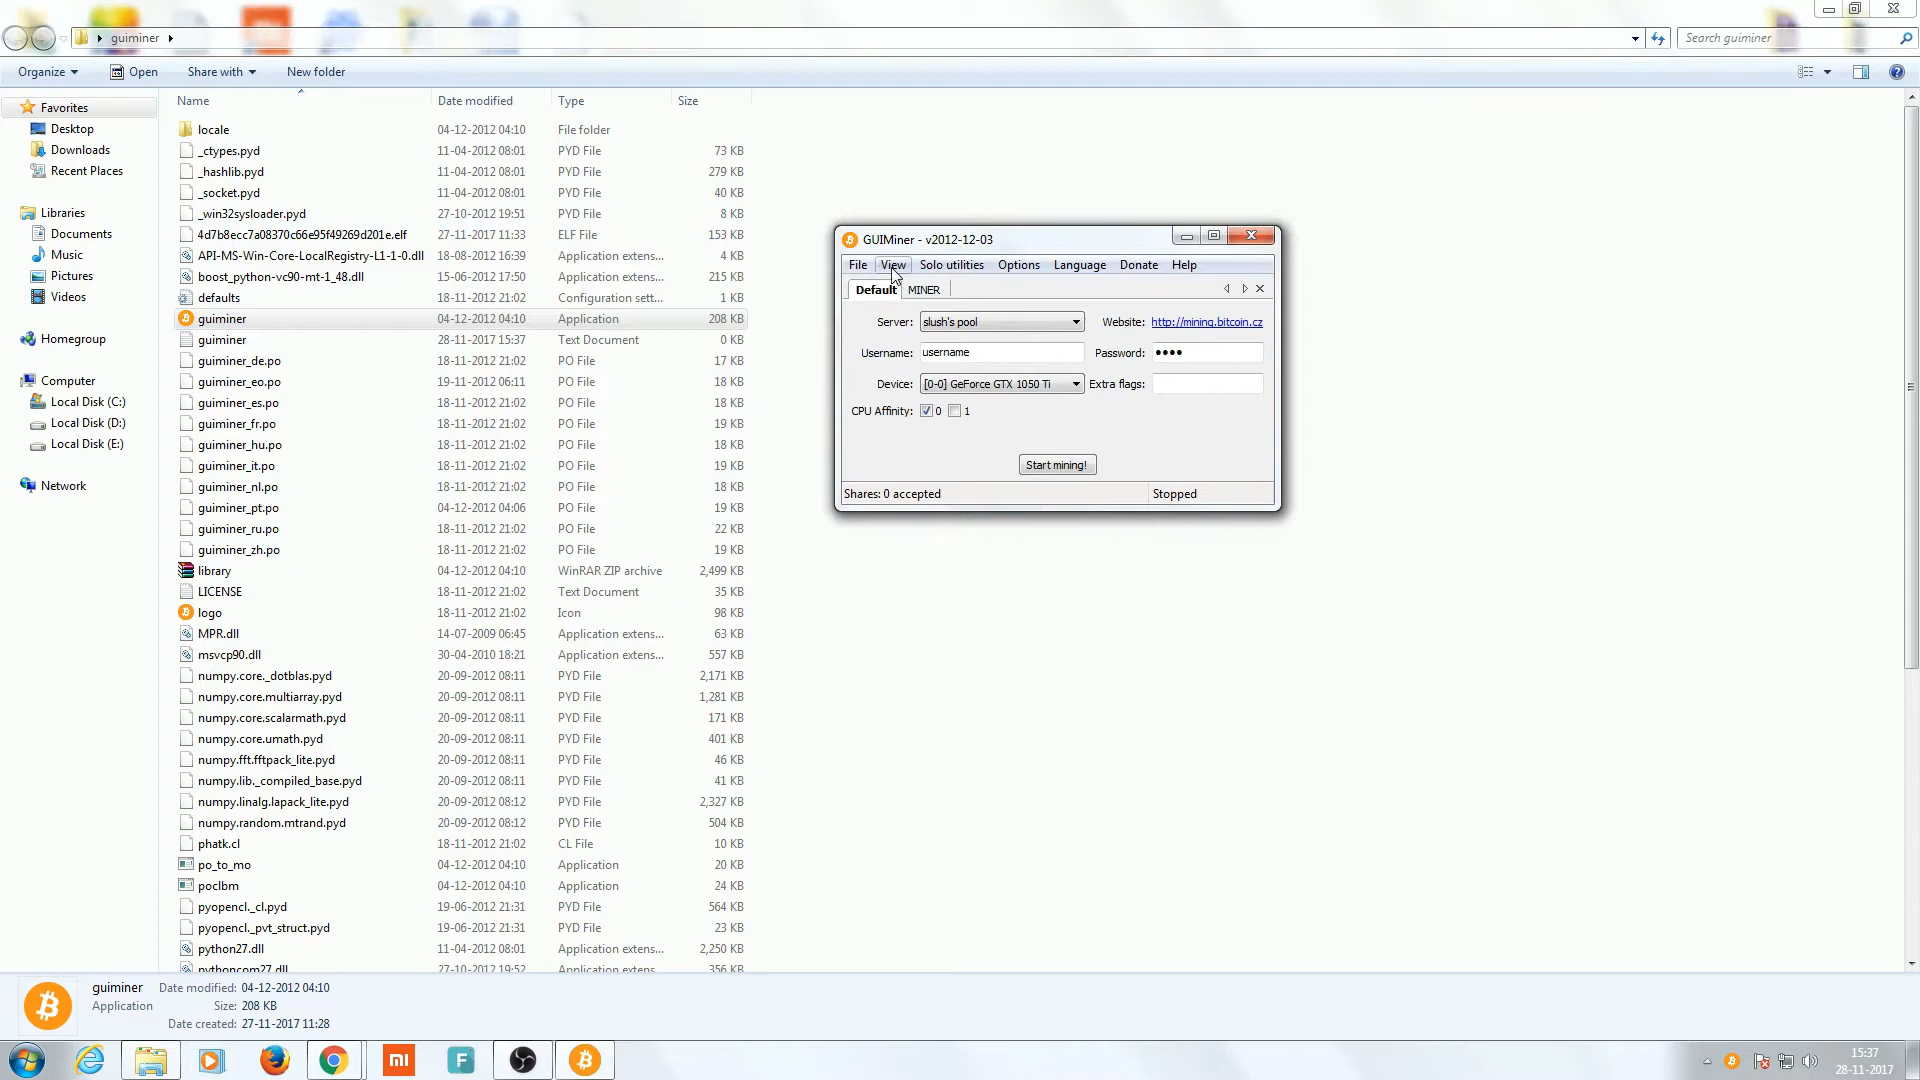 guiminer
Search guiminer
Organize Open Share with New folder
Name Date modified Type Size
Favorites
Desktop
Downloads
Recent Places
Libraries
Documents
Music
Pictures
Videos
Homegroup
Computer
Local Disk (C:)
Local Disk (D:)
Local Disk (E:)
Network
locale 04-12-2012 04:10 File folder
_ctypes.pyd 11-04-2012 08:01 PYD File 73 KB
_hashlib.pyd 11-04-2012 08:01 PYD File 279 KB
_socket.pyd 11-04-2012 08:01 PYD File 40 KB
_win32sysloader.pyd 27-10-2012 19:51 PYD File 8 KB
4d7b8ecc7a08370c66e95f49269d201e.elf 27-11-2017 11:33 ELF File 153 KB
API-MS-Win-Core-LocalRegistry-L1-1-0.dll 18-08-2012 16:39 Application extens... 4 KB
boost_python-vc90-mt-1_48.dll 15-06-2012 17:50 Application extens... 215 KB
defaults 18-11-2012 21:02 Configuration sett... 1 KB
guiminer 04-12-2012 04:10 Application 208 KB
guiminer 28-11-2017 15:37 Text Document 0 KB
guiminer_de.po 18-11-2012 21:02 PO File 17 KB
guiminer_eo.po 19-11-2012 06:11 PO File 18 KB
guiminer_es.po 18-11-2012 21:02 PO File 18 KB
guiminer_fr.po 18-11-2012 21:02 PO File 19 KB
guiminer_hu.po 18-11-2012 21:02 PO File 19 KB
guiminer_it.po 18-11-2012 21:02 PO File 19 KB
guiminer_nl.po 18-11-2012 21:02 PO File 18 KB
guiminer_pt.po 04-12-2012 04:06 PO File 19 KB
guiminer_ru.po 18-11-2012 21:02 PO File 22 KB
guiminer_zh.po 18-11-2012 21:02 PO File 19 KB
library 04-12-2012 04:10 WinRAR ZIP archive 2,499 KB
LICENSE 18-11-2012 21:02 Text Document 35 KB
logo 18-11-2012 21:02 Icon 98 KB
MPR.dll 14-07-2009 06:45 Application extens... 63 KB
msvcp90.dll 30-04-2010 18:21 Application extens... 557 KB
numpy.core._dotblas.pyd 20-09-2012 08:11 PYD File 2,171 KB
numpy.core.multiarray.pyd 20-09-2012 08:11 PYD File 1,281 KB
numpy.core.scalarmath.pyd 20-09-2012 08:11 PYD File 171 KB
numpy.core.umath.pyd 20-09-2012 08:11 PYD File 401 KB
numpy.fft.fftpack_lite.pyd 20-09-2012 08:11 PYD File 46 KB
numpy.lib._compiled_base.pyd 20-09-2012 08:11 PYD File 41 KB
numpy.linalg.lapack_lite.pyd 20-09-2012 08:12 PYD File 2,327 KB
numpy.random.mtrand.pyd 20-09-2012 08:12 PYD File 504 KB
phatk.cl 18-11-2012 21:02 CL File 10 KB
po_to_mo 04-12-2012 04:10 Application 20 KB
poclbm 04-12-2012 04:10 Application 24 KB
pyopencl._cl.pyd 19-06-2012 21:31 PYD File 564 KB
pyopencl._pvt_struct.pyd 19-06-2012 21:31 PYD File 23 KB
python27.dll 11-04-2012 08:01 Application extens... 2,250 KB
pythoncom27.dll 27-10-2012 19:52 Application extens... 356 KB
GUIMiner - v2012-12-03
File View Solo utilities Options Language Donate Help
Default MINER
Server: slush's pool Website: http://mining.bitcoin.cz
Username: username Password: ••••
Device: [0-0] GeForce GTX 1050 Ti Extra flags:
CPU Affinity: 0 1
Start mining!
Shares: 0 accepted Stopped
guiminer Date modified: 04-12-2012 04:10
Application Size: 208 KB
Date created: 27-11-2017 11:28
mi F
15:37
28-11-2017